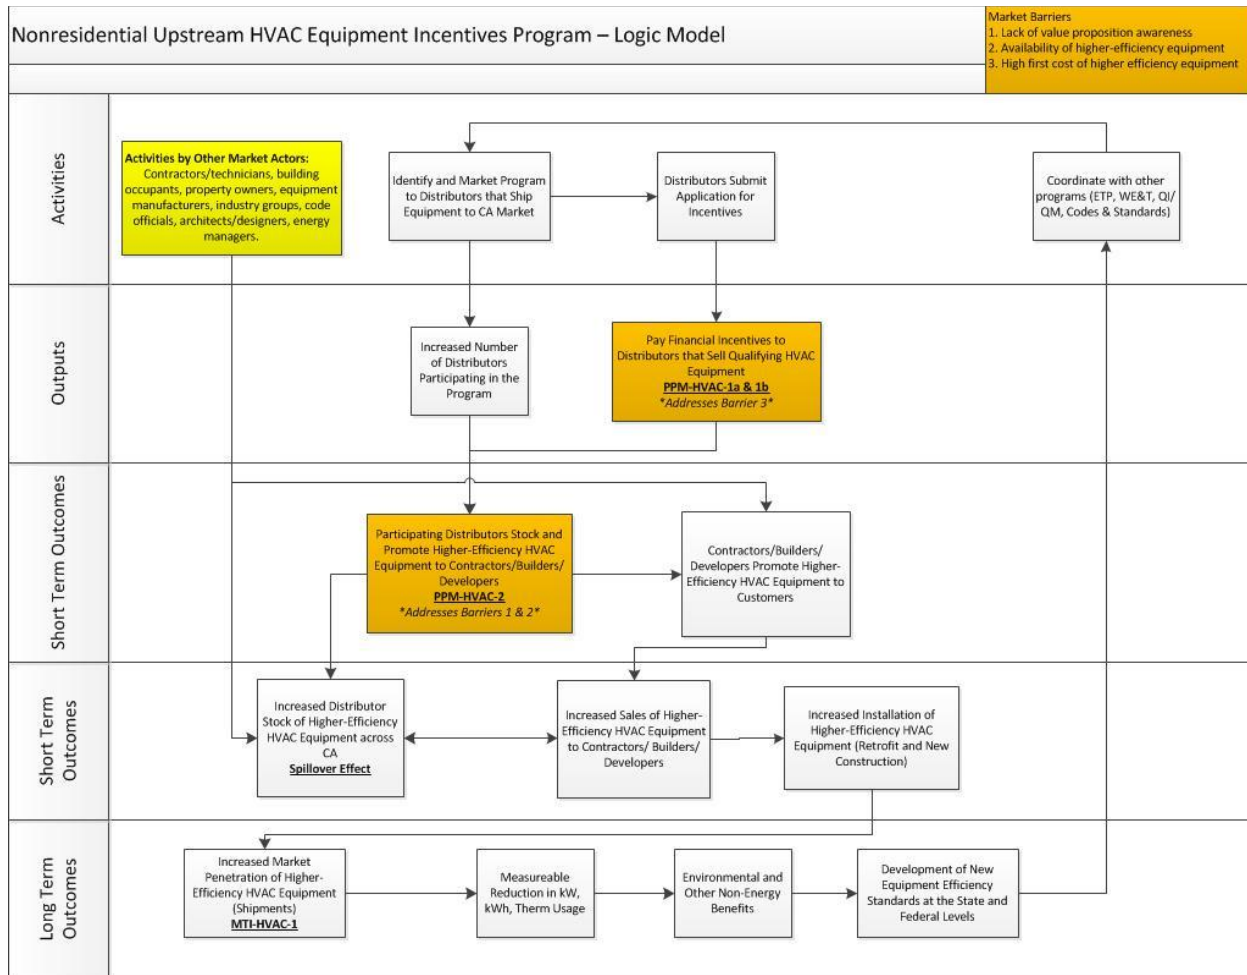 Nonresidential Upstream HVAC Equipment Incentives Program – Logic Model
Market Barriers
1. Lack of value proposition awareness
2. Availability of higher-efficiency equipment
3. High first cost of higher efficiency equipment
Activities
Activities by Other Market Actors:
Contractors/technicians, building
occupants, property owners, equipment
manufacturers, industry groups, code
officials, architects/designers, energy
managers.
Identify and Market Program
to Distributors that Ship
Equipment to CA Market
Distributors Submit
Application for
Incentives
Coordinate with other
programs (ETP, WE&T, QI/
QM, Codes & Standards)
Outputs
Increased Number
of Distributors
Participating in the
Program
Pay Financial Incentives to
Distributors that Sell Qualifying HVAC
Equipment
PPM-HVAC-1a & 1b
*Addresses Barrier 3*
Short Term Outcomes
Participating Distributors Stock and
Promote Higher-Efficiency HVAC
Equipment to Contractors/Builders/
Developers
PPM-HVAC-2
*Addresses Barriers 1 & 2*
Contractors/Builders/
Developers Promote Higher-
Efficiency HVAC Equipment to
Customers
Short Term
Outcomes
Increased Distributor
Stock of Higher-Efficiency
HVAC Equipment across
CA
Spillover Effect
Increased Sales of Higher-
Efficiency HVAC Equipment
to Contractors/ Builders/
Developers
Increased Installation of
Higher-Efficiency HVAC
Equipment (Retrofit and New
Construction)
Long Term
Outcomes
Increased Market
Penetration of Higher-
Efficiency HVAC Equipment
(Shipments)
MTI-HVAC-1
Measureable
Reduction in kW,
kWh, Therm Usage
Environmental and
Other Non-Energy
Benefits
Development of New
Equipment Efficiency
Standards at the State and
Federal Levels